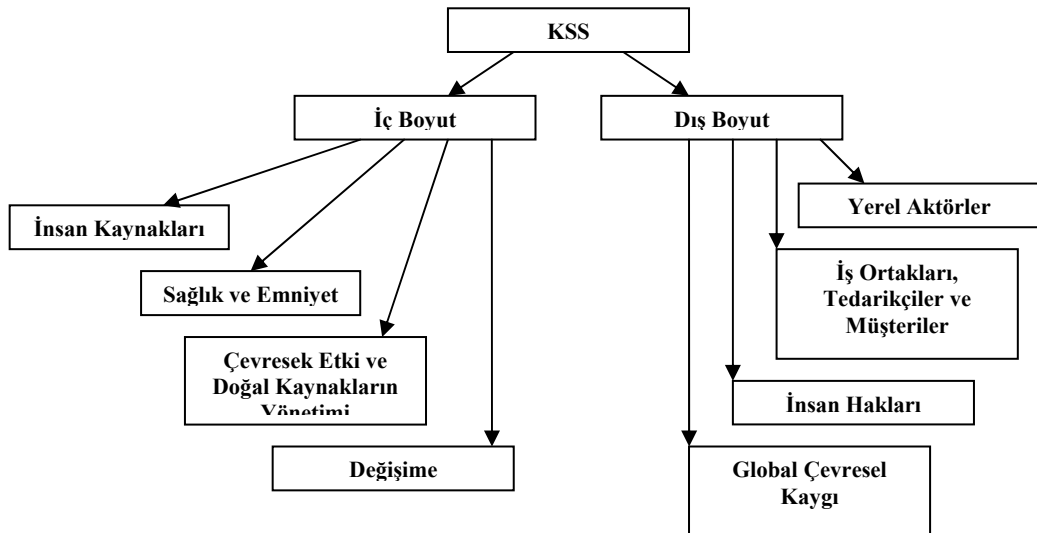 KSS
İç Boyut
Dış Boyut
İnsan Kaynakları
Yerel Aktörler
Sağlık ve Emniyet
İş Ortakları,
Tedarikçiler ve
Müşteriler
Çevresek Etki ve
Doğal Kaynakların
Yönetimi
İnsan Hakları
Değişime
Global Çevresel
Kaygı